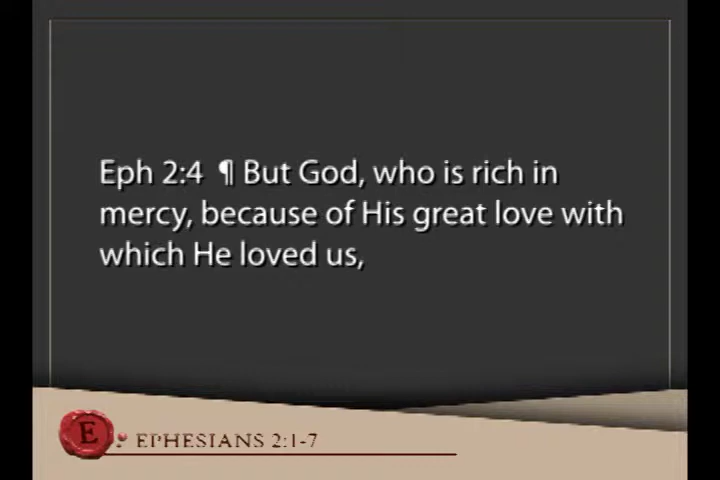 Eph 2:4 ¶ But God, who is rich in
mercy, because of His great love with
which He loved us,
E
EPHESIANS 2:1-7